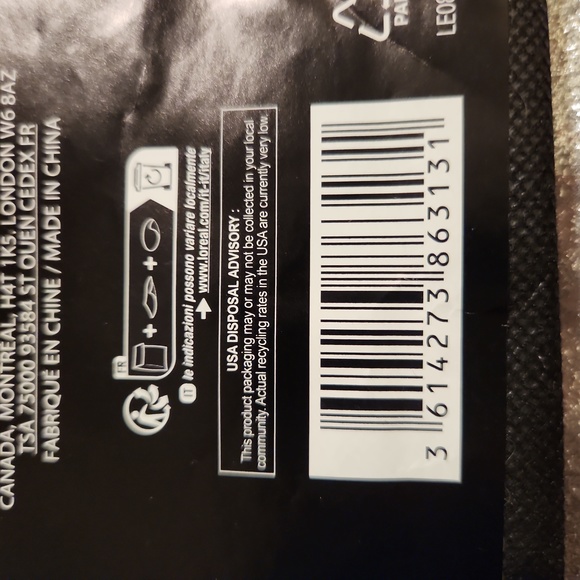 CANADA, MONTREAL, H4T 1K5. LONDON W6 8AZ
TSA 75000 93584 ST OUEN CEDEX.FR
FABRIQUE EN CHINE / MADE IN CHINA
FR
+ +
IT le indicazioni possono variare localmente
www.loreal.com/it-it/italy
USA DISPOSAL ADVISORY :
This product packaging may or may not be collected in your local
community. Actual recycling rates in the USA are currently very low.
3 614273 863131